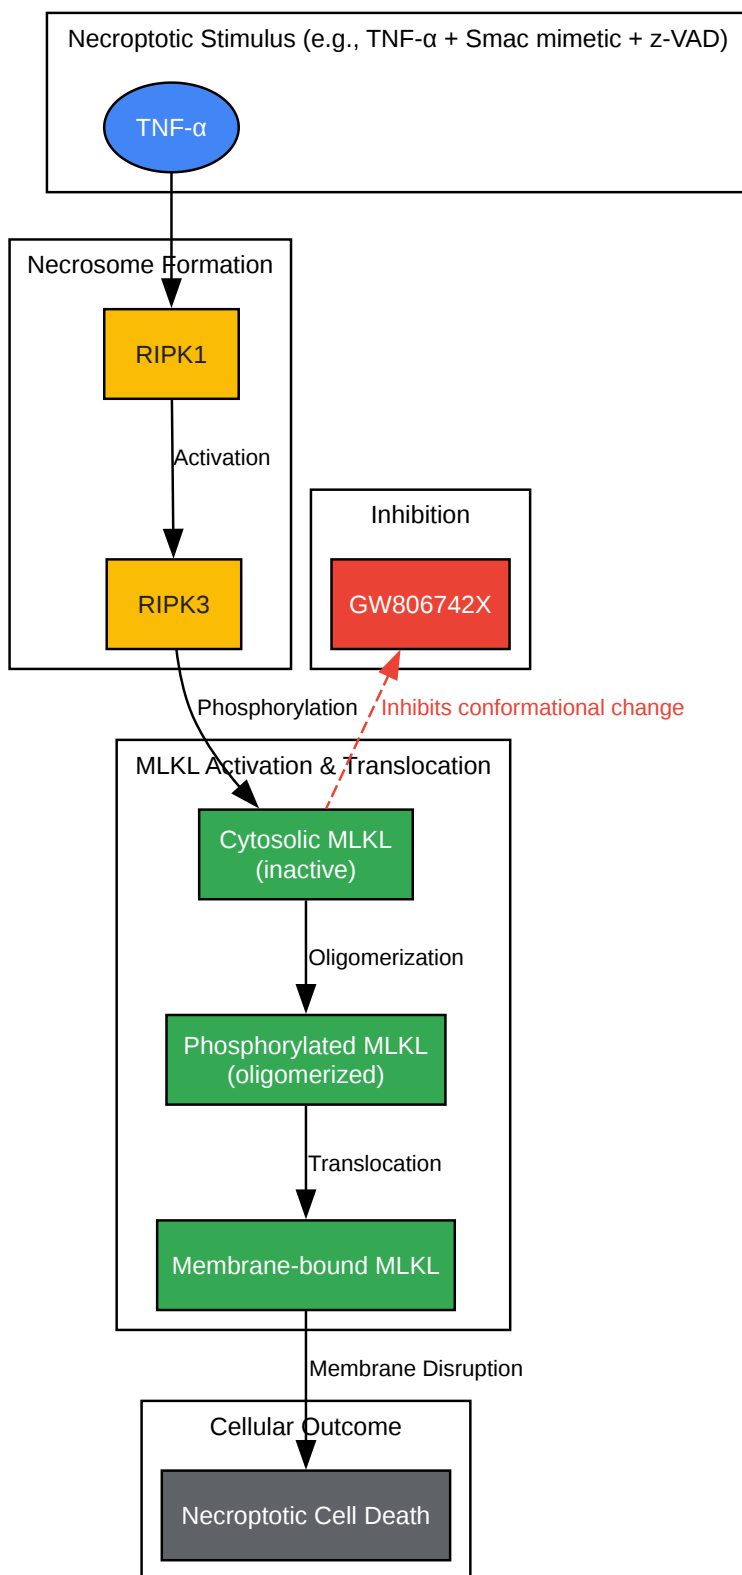 Necroptotic Stimulus (e.g., TNF-α + Smac mimetic + z-VAD)
TNF-α
Necrosome Formation
RIPK1
Activation
Inhibition
RIPK3
GW806742X
Phosphorylation
Inhibits conformational change
MLKL Activation & Translocation
Cytosolic MLKL
(inactive)
Oligomerization
Phosphorylated MLKL
(oligomerized)
Translocation
Membrane-bound MLKL
Membrane Disruption
Cellular Outcome
Necroptotic Cell Death